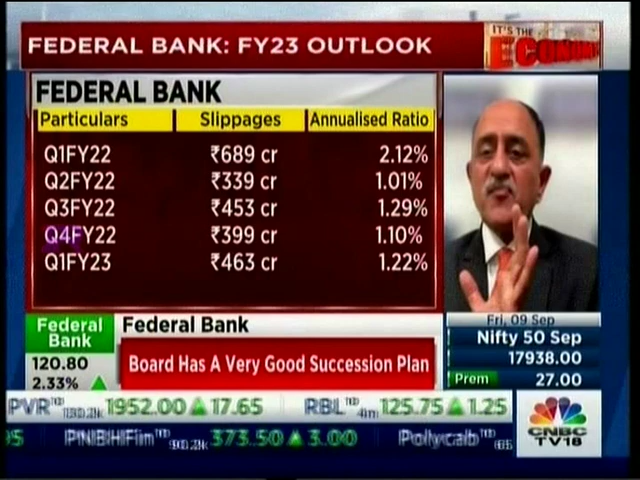 FEDERAL BANK: FY23 OUTLOOK
IT'S THE
ECONOMY
FEDERAL BANK
Particulars Slippages Annualised Ratio
Q1FY22 ₹689 cr 2.12%
Q2FY22 ₹339 cr 1.01%
Q3FY22 ₹453 cr 1.29%
Q4FY22 ₹399 cr 1.10%
Q1FY23 ₹463 cr 1.22%
Fri, 09 Sep
Federal Bank
Federal
Bank
120.80
2.33%
Board Has A Very Good Succession Plan
Nifty 50 Sep
17938.00
Prem 27.00
PVR 1952.00 17.65 RBL 125.75 1.25
373.50 3.00 Polycab
CNBC
TV18